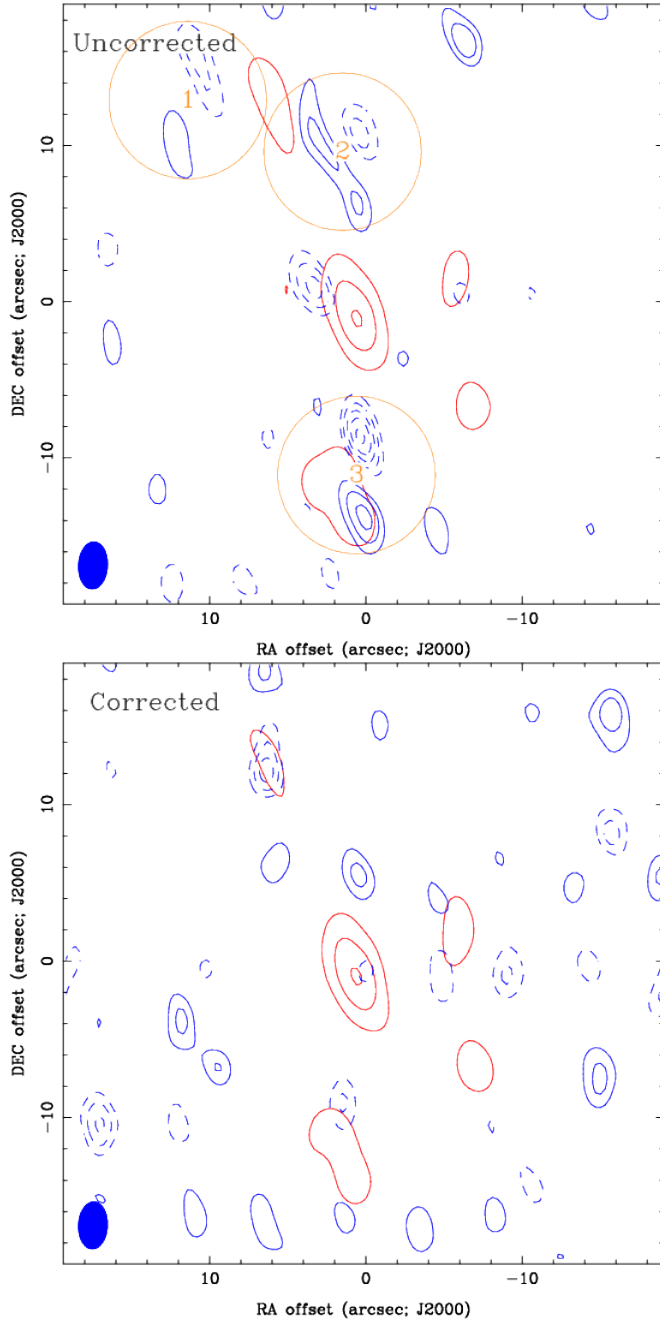 Uncorrected
1
2
3
10
0
−10
DEC offset (arcsec; J2000)
10
0
−10
RA offset (arcsec; J2000)
Corrected
10
0
−10
DEC offset (arcsec; J2000)
10
0
−10
RA offset (arcsec; J2000)